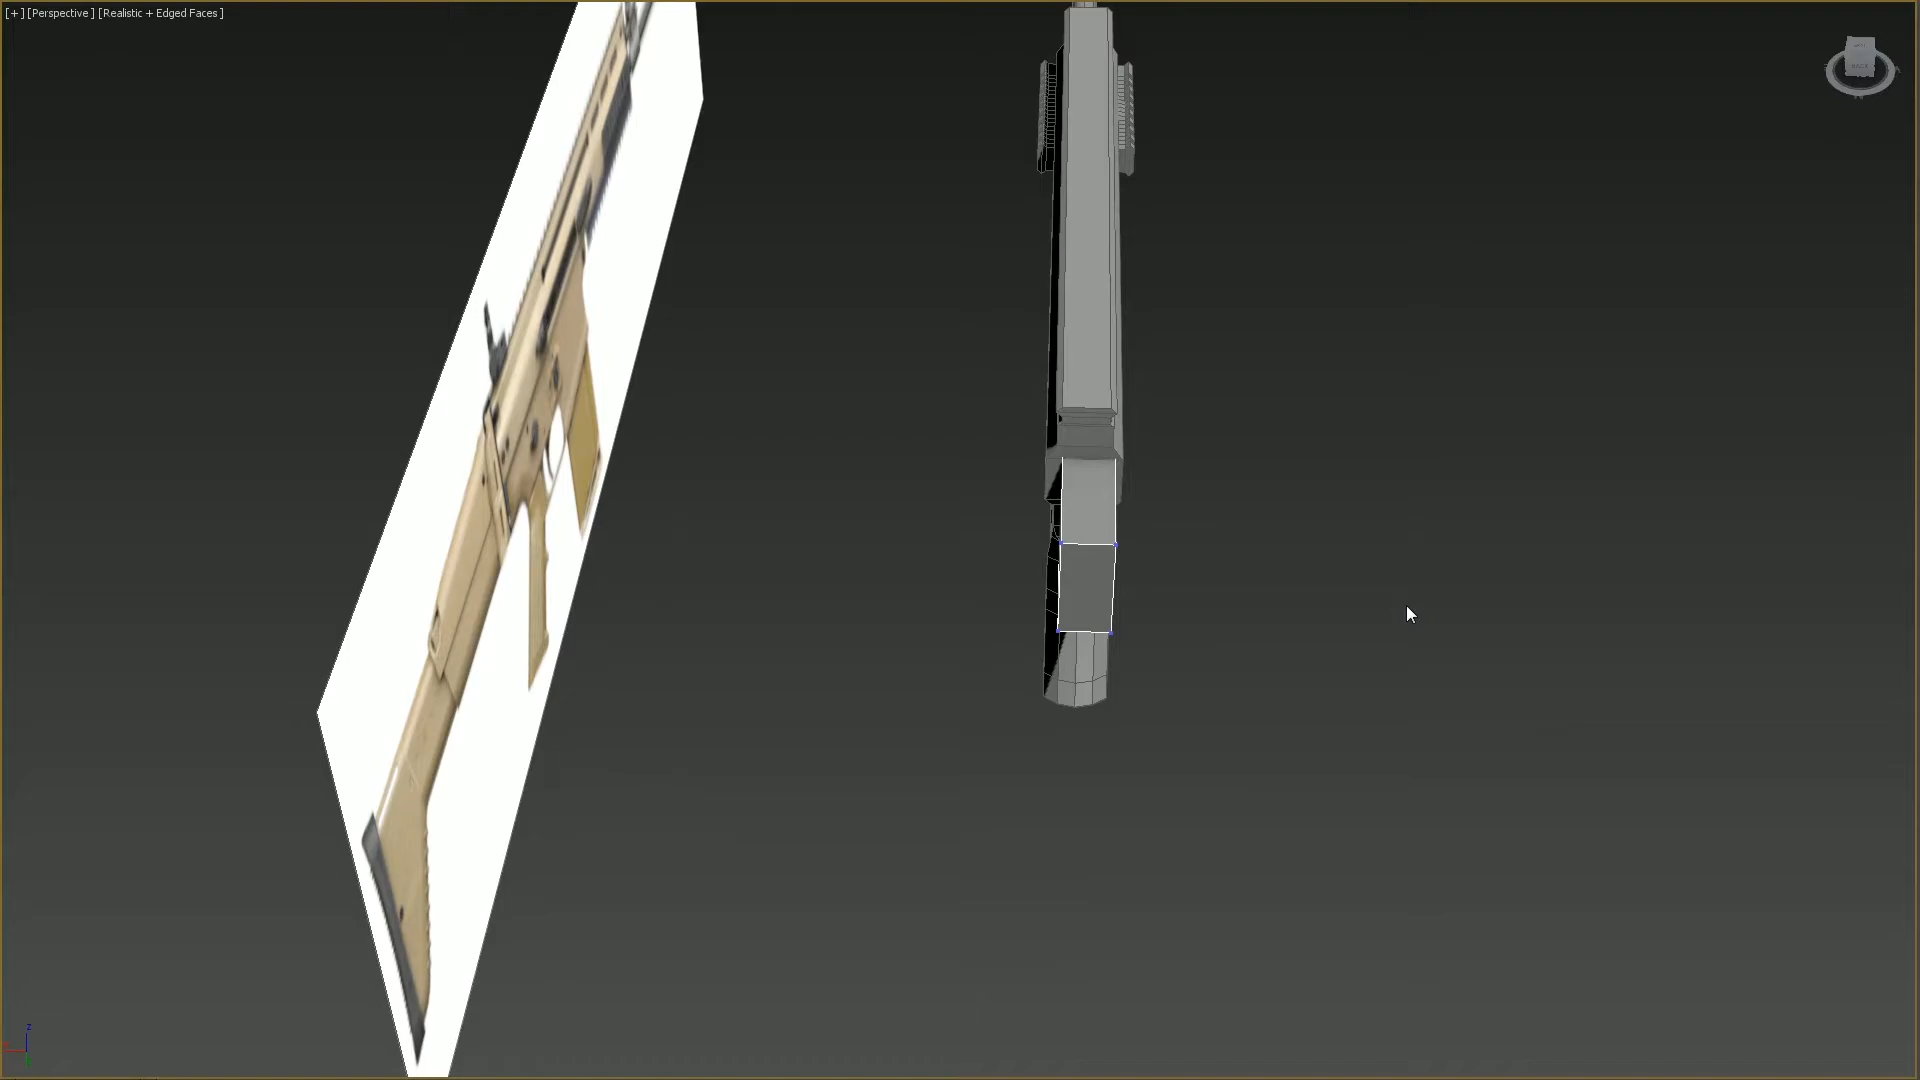 [+] [Perspective ] [Realistic + Edged Faces ]
z